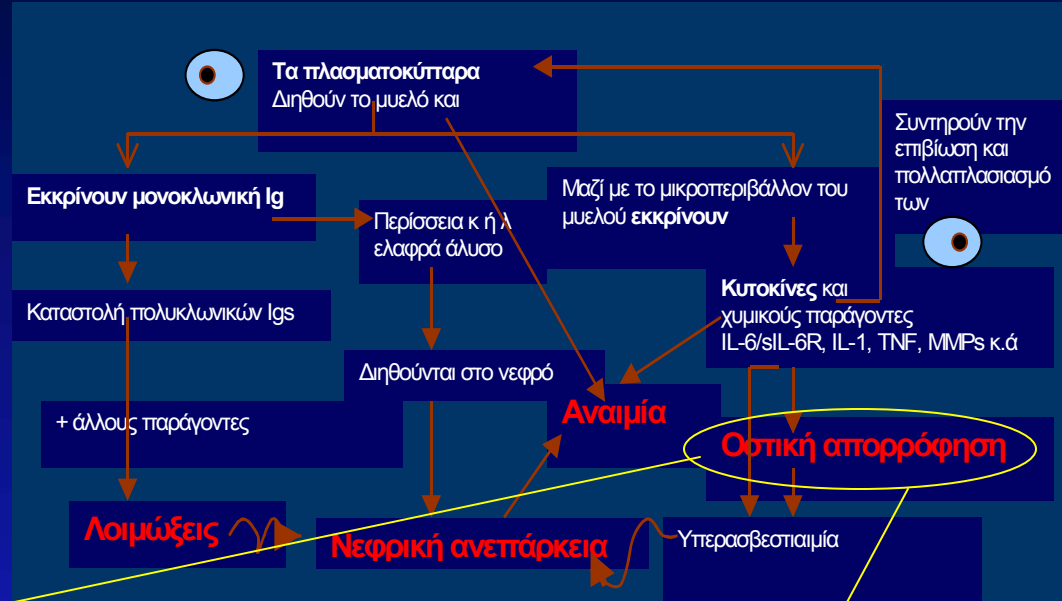 Τα πλασματοκύτταρα
Διηθούν το μυελό και
Συντηρούν την
επιβίωση και
πολλαπλασιασμό
των
Εκκρίνουν μονοκλωνική Ig
Περίσσεια κ ή λ
ελαφρά άλυσο
Μαζί με το μικροπεριβάλλον του
μυελού εκκρίνουν
Καταστολή πολυκλωνικών Igs
Κυτοκίνες και
χυμικούς παράγοντες
IL-6/sIL-6R, IL-1, TNF, MMPs κ.ά
Διηθούνται στο νεφρό
+ άλλους παράγοντες
Αναιμία
Οστική απορρόφηση
Λοιμώξεις
Νεφρική ανεπάρκεια
Υπερασβεστιαιμία